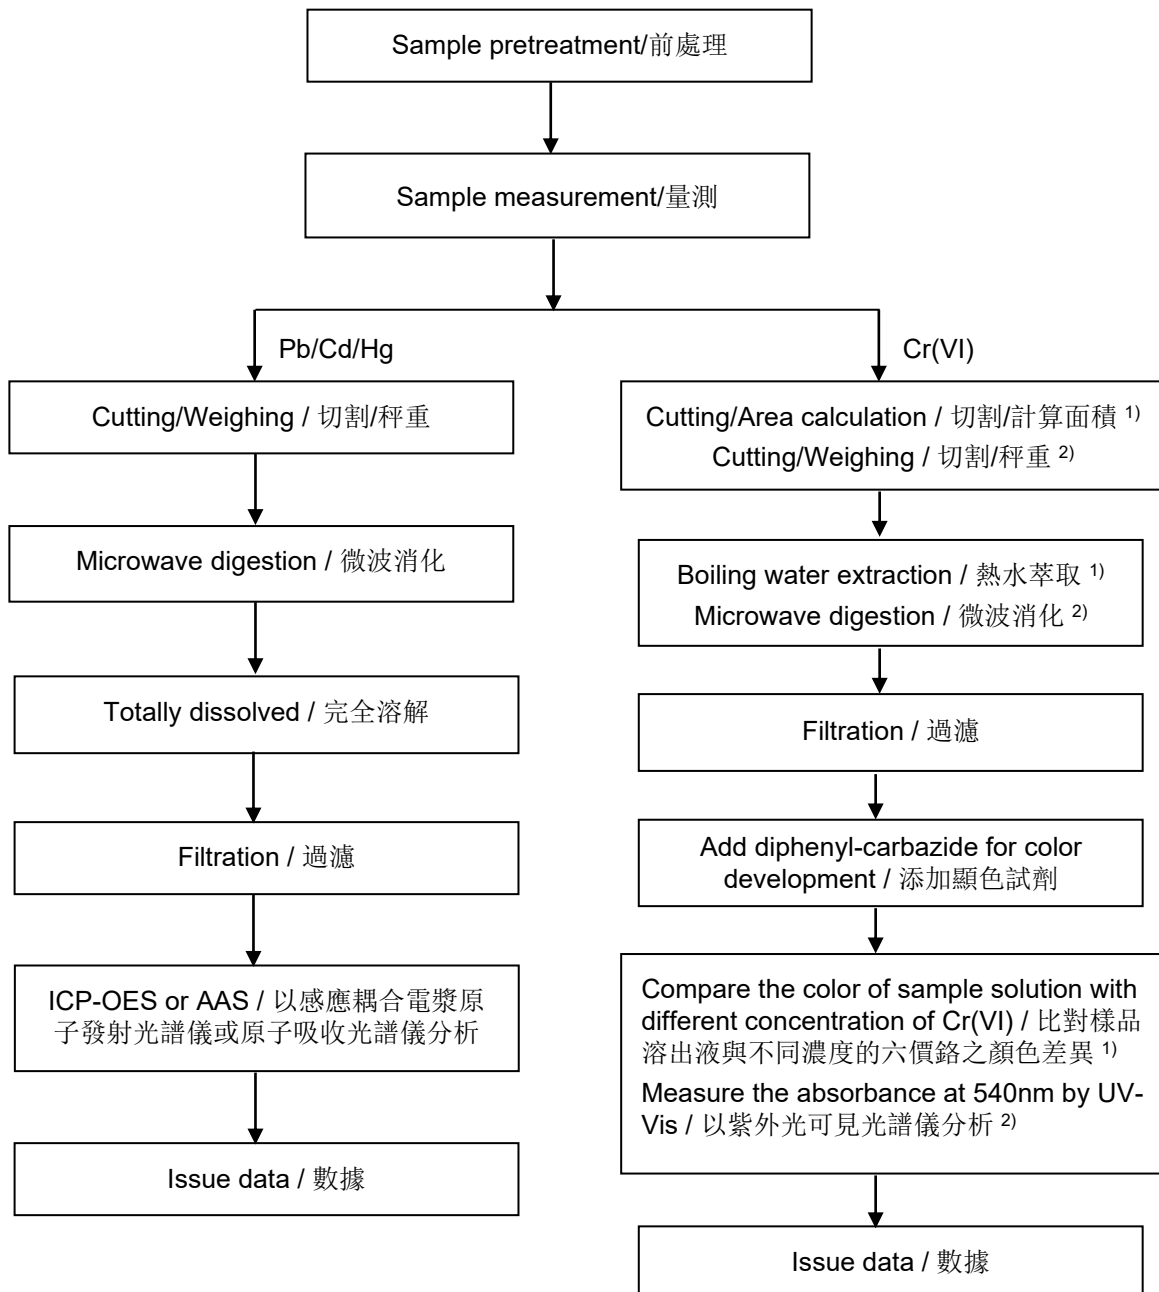 Sample pretreatment/前處理
Sample measurement/量測
Pb/Cd/Hg
Cutting/Weighing / 切割/秤重
Microwave digestion / 微波消化
Totally dissolved / 完全溶解
Filtration / 過濾
ICP-OES or AAS / 以感應耦合電漿原
子發射光譜儀或原子吸收光譜儀分析
Issue data / 數據
Cr(VI)
Cutting/Area calculation / 切割/計算面積 1)
Cutting/Weighing / 切割/秤重 2)
Boiling water extraction / 熱水萃取 1)
Microwave digestion / 微波消化 2)
Filtration / 過濾
Add diphenyl-carbazide for color
development / 添加顯色試劑
Compare the color of sample solution with
different concentration of Cr(VI) / 比對樣品
溶出液與不同濃度的六價鉻之顏色差異 1)
Measure the absorbance at 540nm by UV-
Vis / 以紫外光可見光譜儀分析 2)
Issue data / 數據